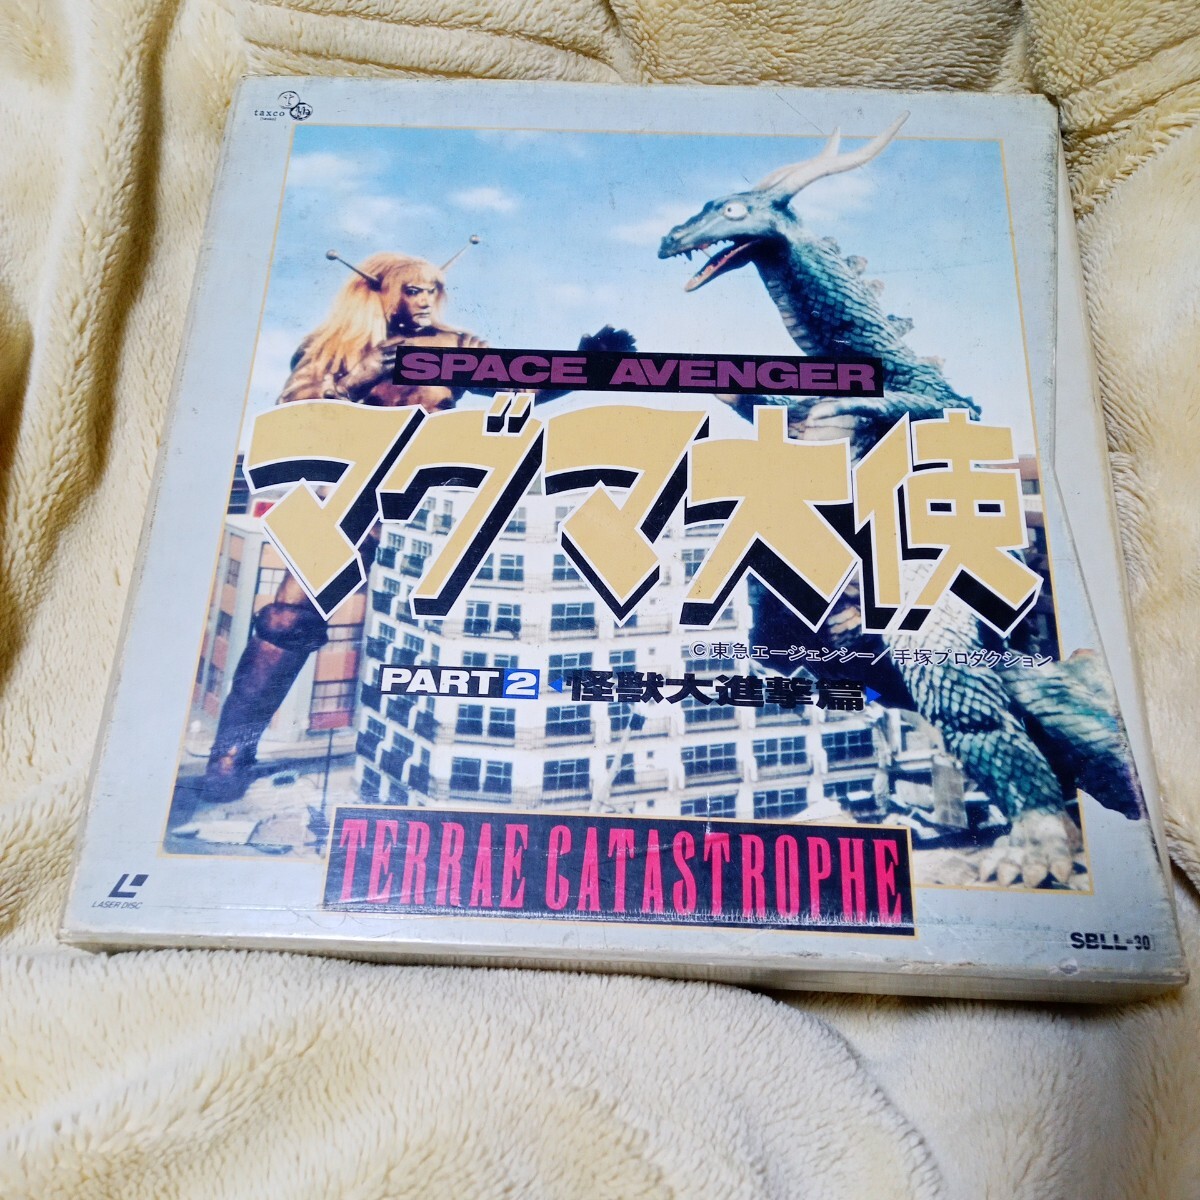 taxco
SPACE AVENGER
マグマ大使
©東急エージェンシー/手塚プロダクション
PART2 怪獣大進撃篇
TERRAE CATASTROPHE
LASER DISC
SBLL-30